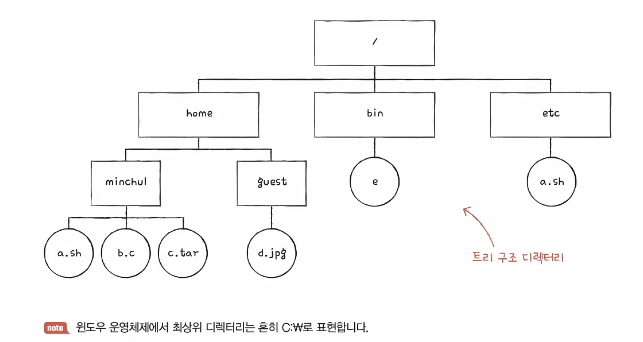 /
home
bin
etc
minchul
guest
e
a.sh
a.sh
b.c
c.tar
d.jpg
트리 구조 디렉터리
note 윈도우 운영체제에서 최상위 디렉터리는 흔히 C:₩로 표현합니다.